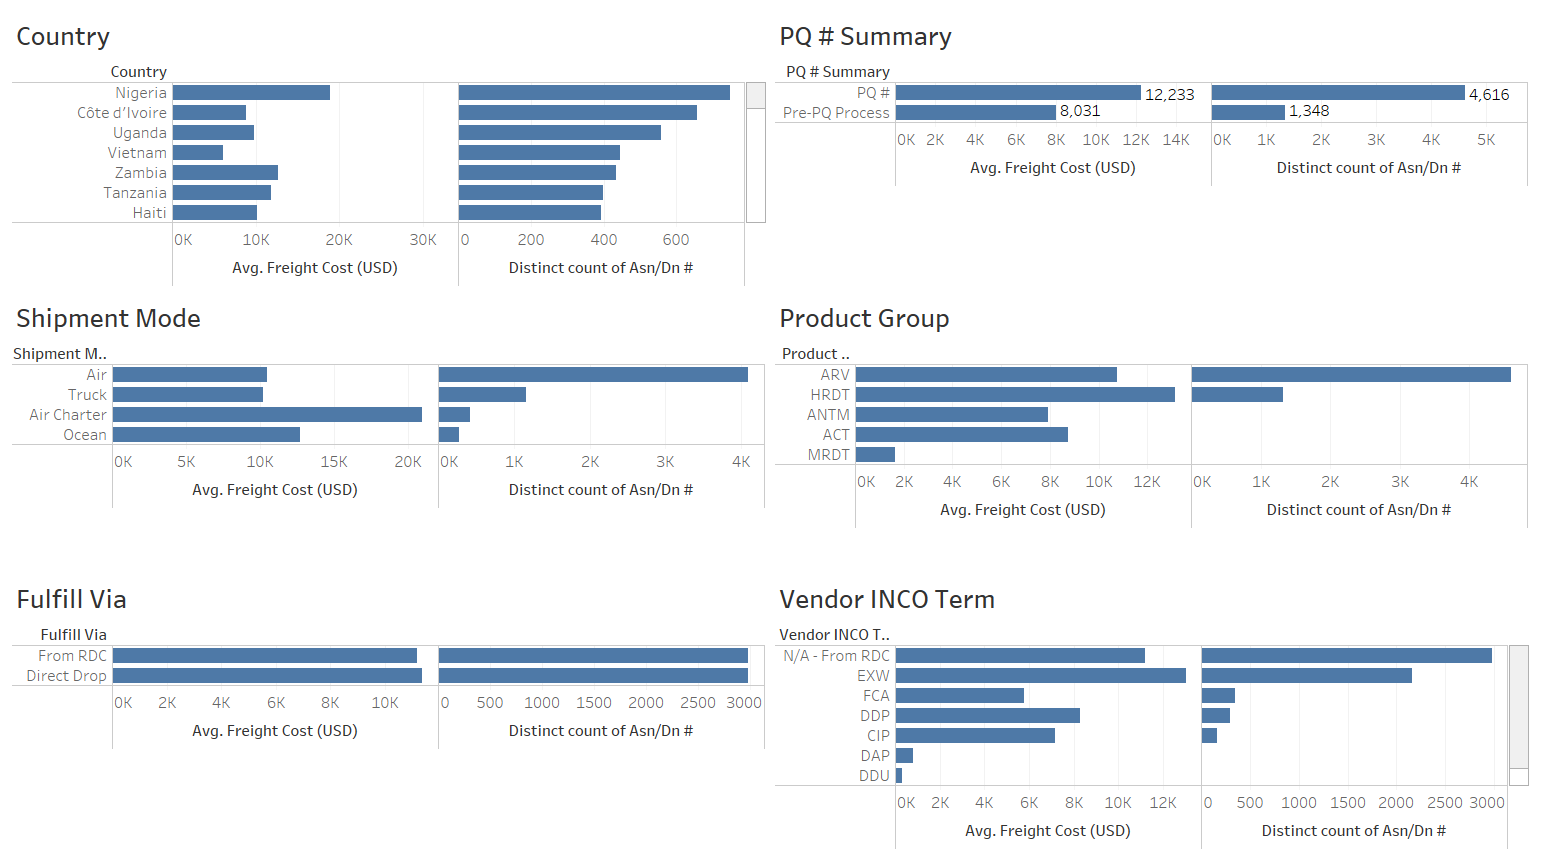 Country
Country
Nigeria
Côte d’Ivoire
Uganda
Vietnam
Zambia
Tanzania
Haiti
0K 10K 20K 30K 0 200 400 600
Avg. Freight Cost (USD) Distinct count of Asn/Dn #
PQ # Summary
PQ # Summary
PQ # 12,233 4,616
Pre-PQ Process 8,031 1,348
0K 2K 4K 6K 8K 10K 12K 14K 0K 1K 2K 3K 4K 5K
Avg. Freight Cost (USD) Distinct count of Asn/Dn #
Shipment Mode
Shipment M..
Air
Truck
Air Charter
Ocean
0K 5K 10K 15K 20K 0K 1K 2K 3K 4K
Avg. Freight Cost (USD) Distinct count of Asn/Dn #
Product Group
Product ..
ARV
HRDT
ANTM
ACT
MRDT
0K 2K 4K 6K 8K 10K 12K 0K 1K 2K 3K 4K
Avg. Freight Cost (USD) Distinct count of Asn/Dn #
Fulfill Via
Fulfill Via
From RDC
Direct Drop
0K 2K 4K 6K 8K 10K 0 500 1000 1500 2000 2500 3000
Avg. Freight Cost (USD) Distinct count of Asn/Dn #
Vendor INCO Term
Vendor INCO T..
N/A - From RDC
EXW
FCA
DDP
CIP
DAP
DDU
0K 2K 4K 6K 8K 10K 12K 0 500 1000 1500 2000 2500 3000
Avg. Freight Cost (USD) Distinct count of Asn/Dn #